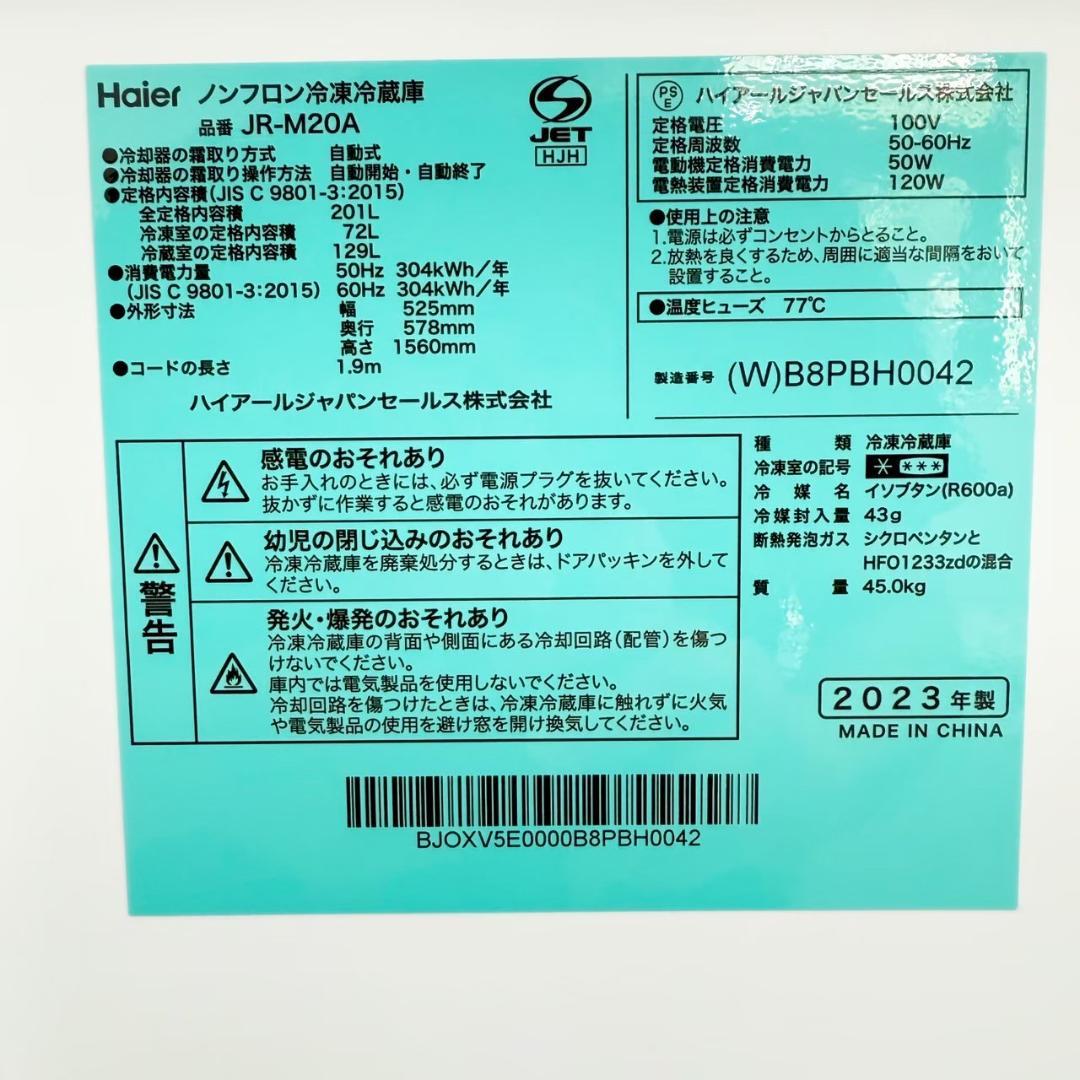 Haier ノンフロン冷凍冷蔵庫
品番 JR-M20A
●冷却器の霜取り方式 自動式
●冷却器の霜取り操作方法 自動開始・自動終了
●定格内容積(JIS C 9801-3:2015)
全定格内容積 201L
冷凍室の定格内容積 72L
冷蔵室の定格内容積 129L
●消費電力量 50Hz 304kWh/年
(JIS C 9801-3:2015) 60Hz 304kWh/年
●外形寸法 幅 525mm
奥行 578mm
高さ 1560mm
●コードの長さ 1.9m
ハイアールジャパンセールス株式会社
JET
HJH
PS E ハイアールジャパンセールス株式会社
定格電圧 100V
定格周波数 50-60Hz
電動機定格消費電力 50W
電熱装置定格消費電力 120W
●使用上の注意
1.電源は必ずコンセントからとること。
2.放熱を良くするため、周囲に適当な間隔をおいて
設置すること。
●温度ヒューズ 77℃
製造番号 (W)B8PBH0042
警告
感電のおそれあり
お手入れのときには、必ず電源プラグを抜いてください。
抜かずに作業すると感電のおそれがあります。
幼児の閉じ込みのおそれあり
冷凍冷蔵庫を廃棄処分するときは、ドアパッキンを外して
ください。
発火・爆発のおそれあり
冷凍冷蔵庫の背面や側面にある冷却回路(配管)を傷つ
けないでください。
庫内では電気製品を使用しないでください。
冷却回路を傷つけたときは、冷凍冷蔵庫に触れずに火気
や電気製品の使用を避け窓を開け換気してください。
種類 冷凍冷蔵庫
冷凍室の記号 * ***
冷媒名 イソブタン(R600a)
冷媒封入量 43g
断熱発泡ガス シクロペンタンと
HFO1233zdの混合
質量 45.0kg
2023年製
MADE IN CHINA
BJOXV5E0000B8PBH0042